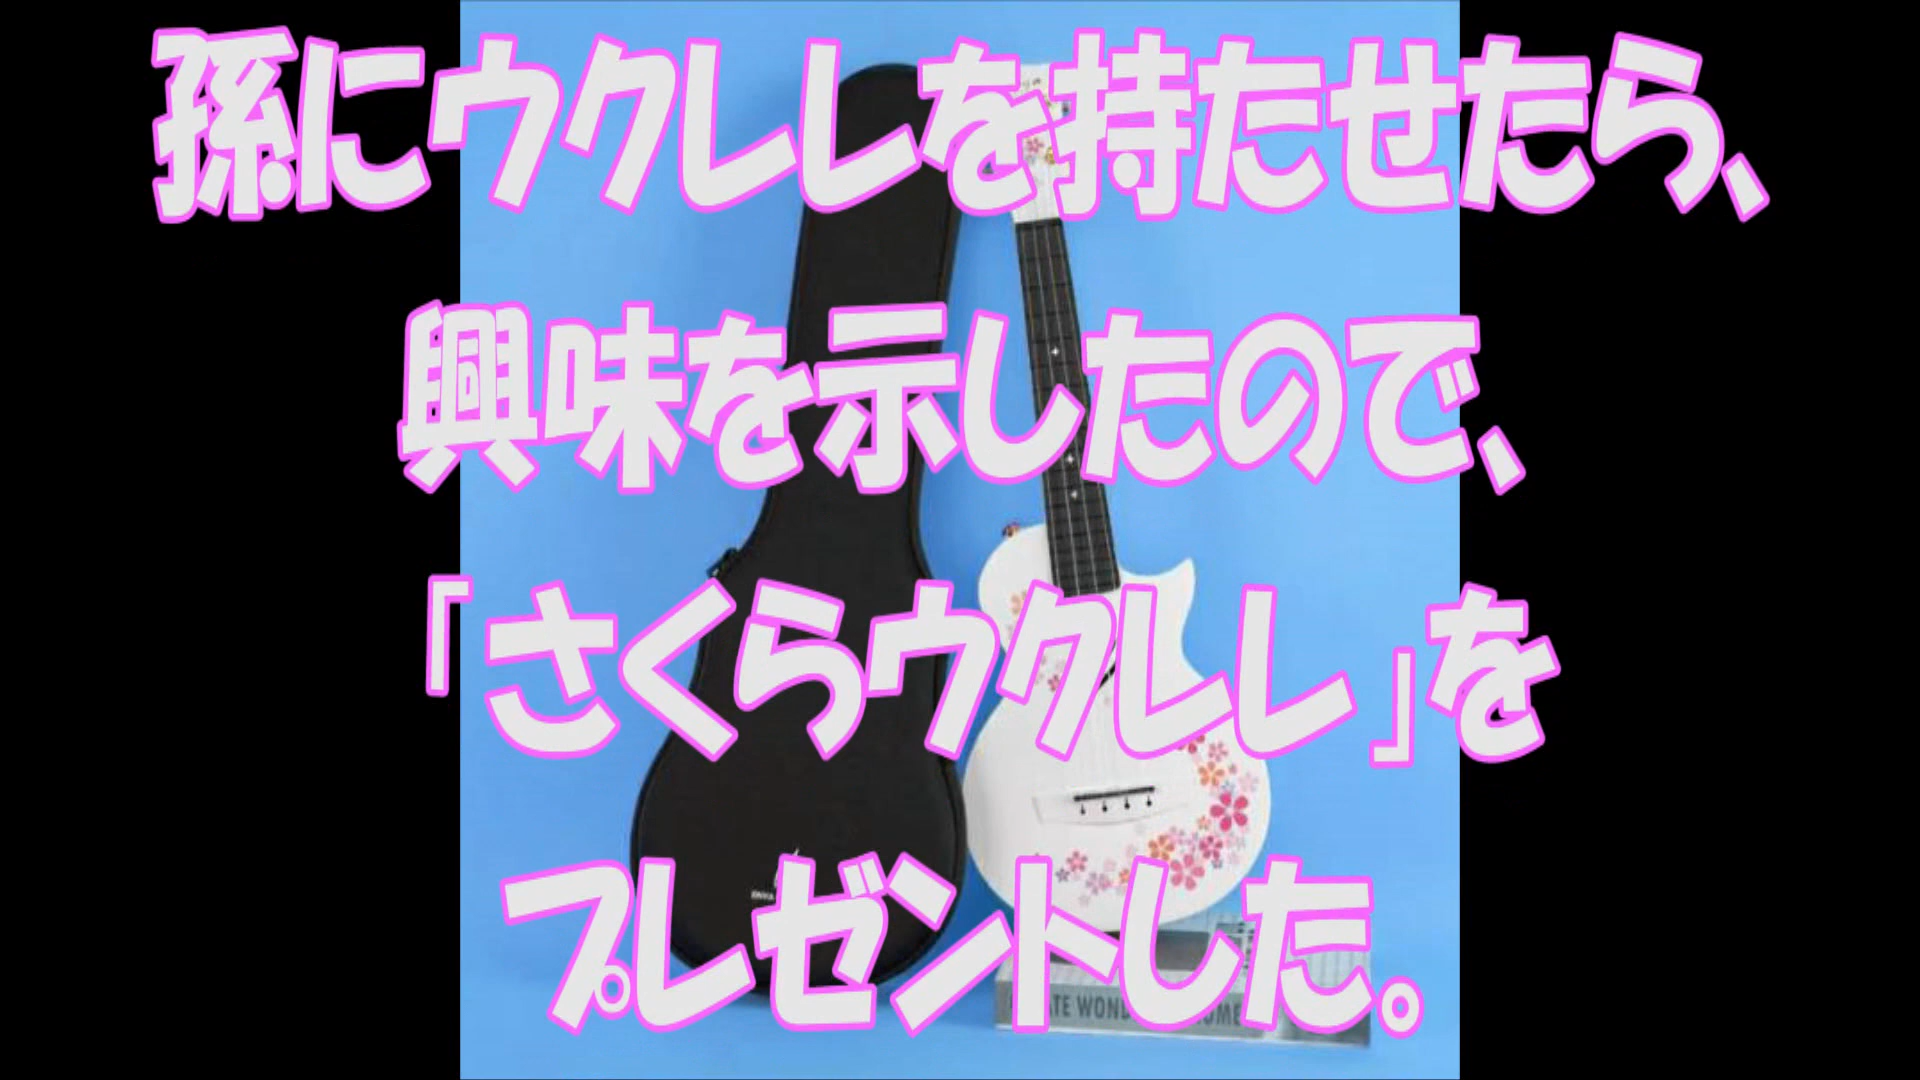 孫にウクレレを持たせたら、
興味を示したので、
「さくらウクレレ」を
プレゼントした。